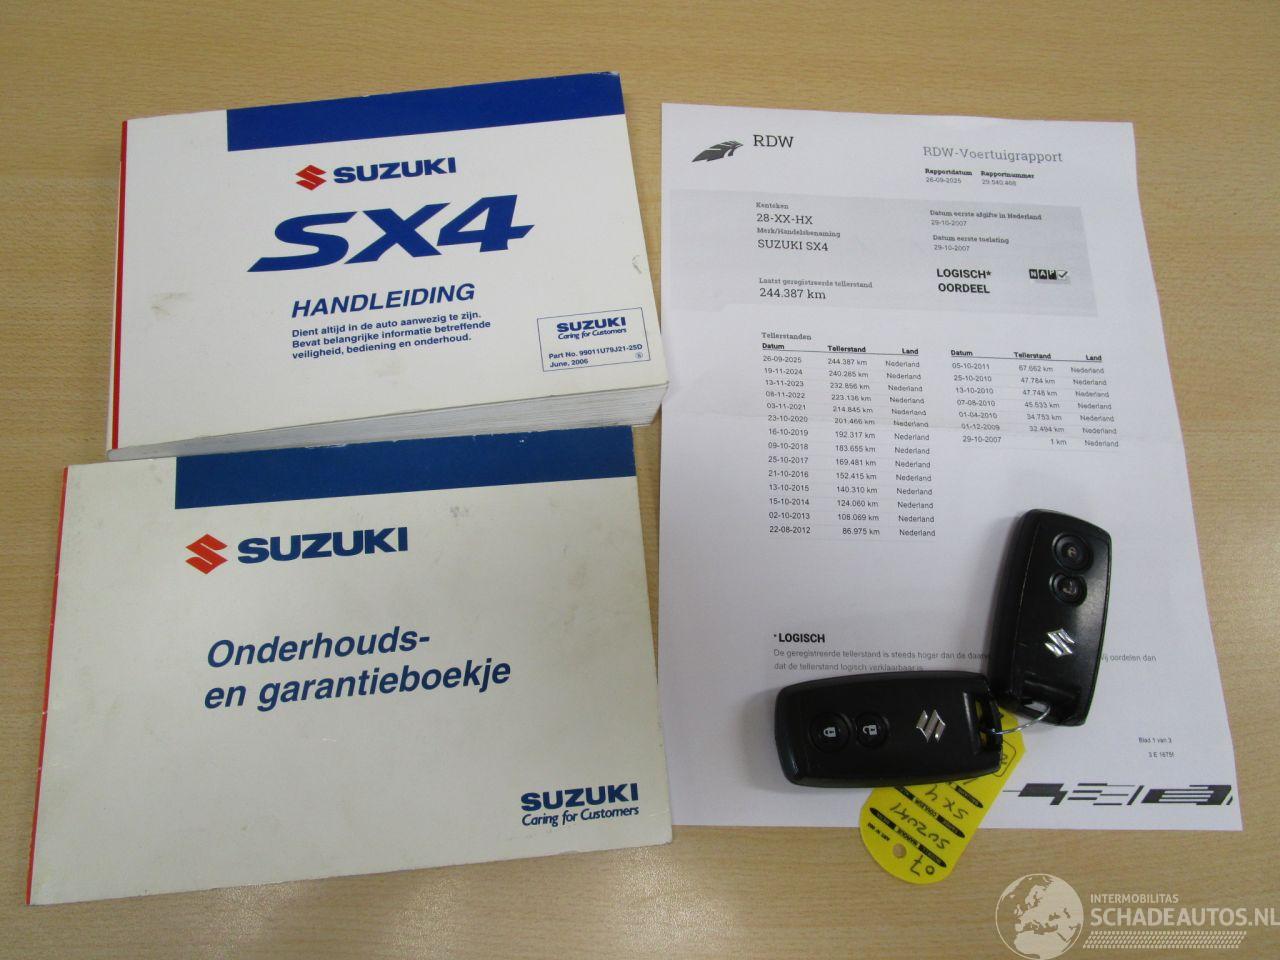 SUZUKI
SX4
HANDLEIDING
Dient altijd in de auto aanwezig te zijn.
Bevat belangrijke informatie betreffende
veiligheid, bediening en onderhoud.
SUZUKI
Caring for Customers
Part No. 99011U79J21-25D
June, 2006
SUZUKI
Onderhouds-
en garantieboekje
SUZUKI
Caring for Customers
RDW
RDW-Voertuigrapport
Rapportdatum Rapportnummer
26-09-2025 29.540.468
Kenteken
28-XX-HX
Merk/Handelsbenaming
SUZUKI SX4
Datum eerste afgifte in Nederland
29-10-2007
Datum eerste toelating
29-10-2007
Laatst geregistreerde tellerstand
244.387 km
LOGISCH*
OORDEEL
NAP
Tellerstanden
Datum Tellerstand Land
26-09-2025 244.387 km Nederland
19-11-2024 240.265 km Nederland
13-11-2023 232.856 km Nederland
08-11-2022 223.136 km Nederland
03-11-2021 214.845 km Nederland
23-10-2020 201.466 km Nederland
16-10-2019 192.317 km Nederland
09-10-2018 183.655 km Nederland
25-10-2017 169.481 km Nederland
21-10-2016 152.415 km Nederland
13-10-2015 140.310 km Nederland
15-10-2014 124.060 km Nederland
02-10-2013 108.069 km Nederland
22-08-2012 86.975 km Nederland
Datum Tellerstand Land
05-10-2011 67.662 km Nederland
25-10-2010 47.784 km Nederland
13-10-2010 47.748 km Nederland
07-08-2010 45.533 km Nederland
01-04-2010 34.753 km Nederland
01-12-2009 32.494 km Nederland
29-10-2007 1 km Nederland
*LOGISCH
De geregistreerde tellerstand is steeds hoger dan de oordelen dan
dat de tellerstand logisch verklaarbaar is
Blad 1 van 3
SX4
SUZUKI
07
INTERMOBILITAS
SCHADEAUTOS.NL